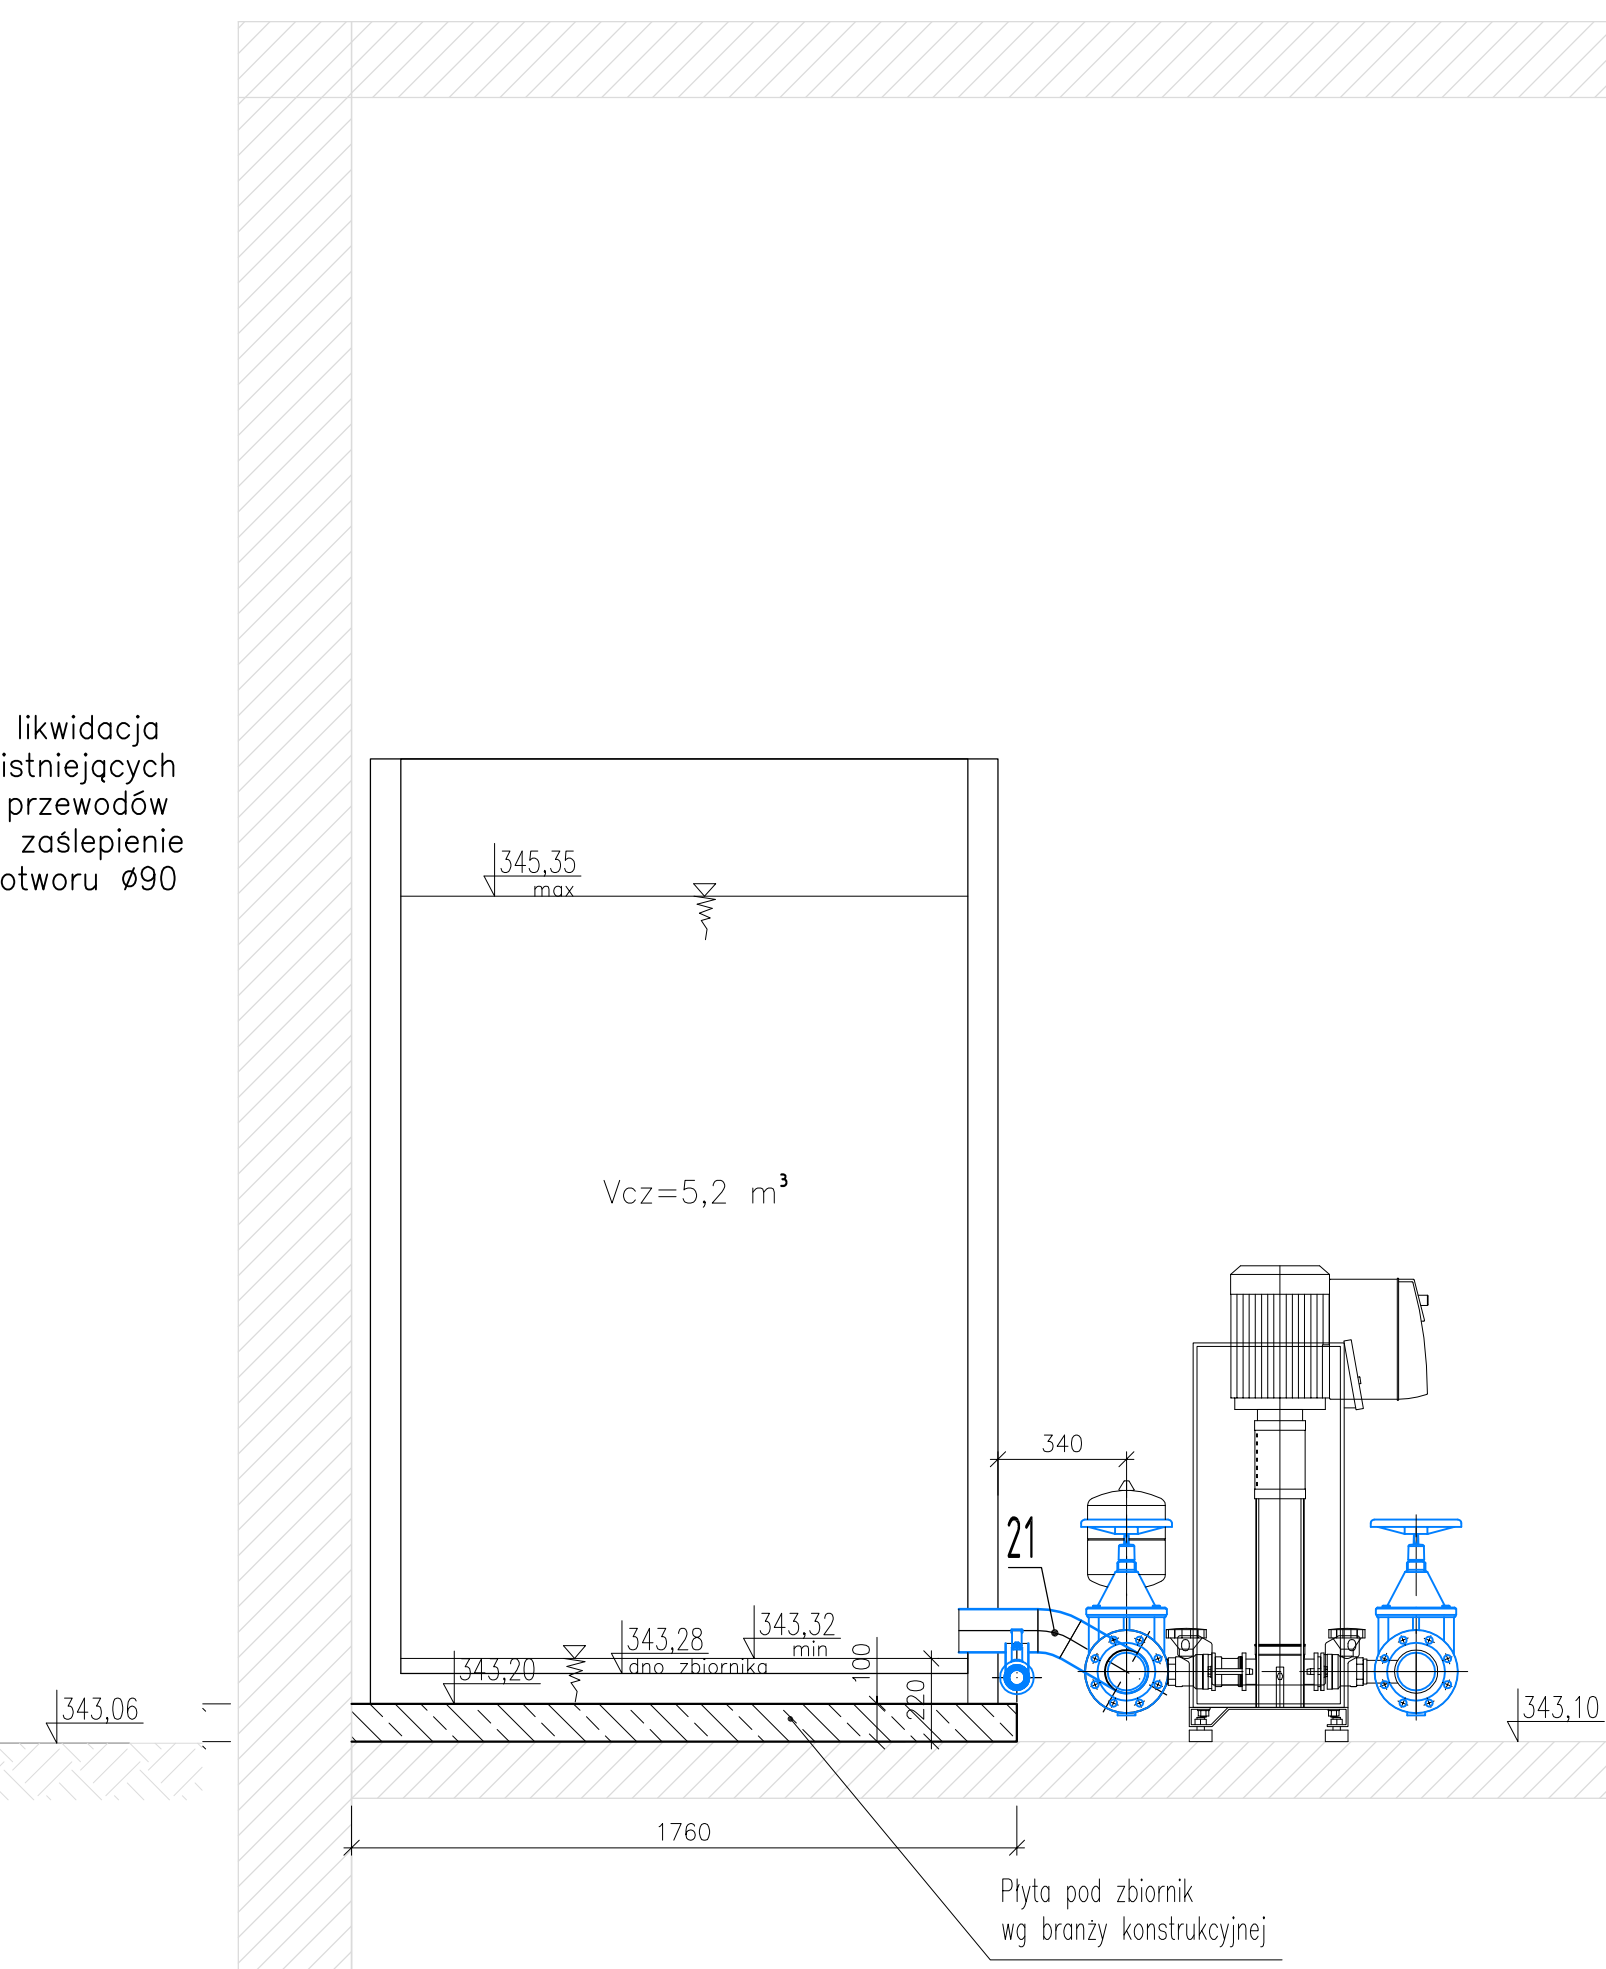 likwidacja
istniejących
przewodów
zaślepienie
otworu Ø90
345,35
max
Vcz=5,2 m³
340
21
343,32
min
343,28
dno zbiornika
343,20
100
220
343,06
343,10
1760
Płyta pod zbiornik
wg branży konstrukcyjnej